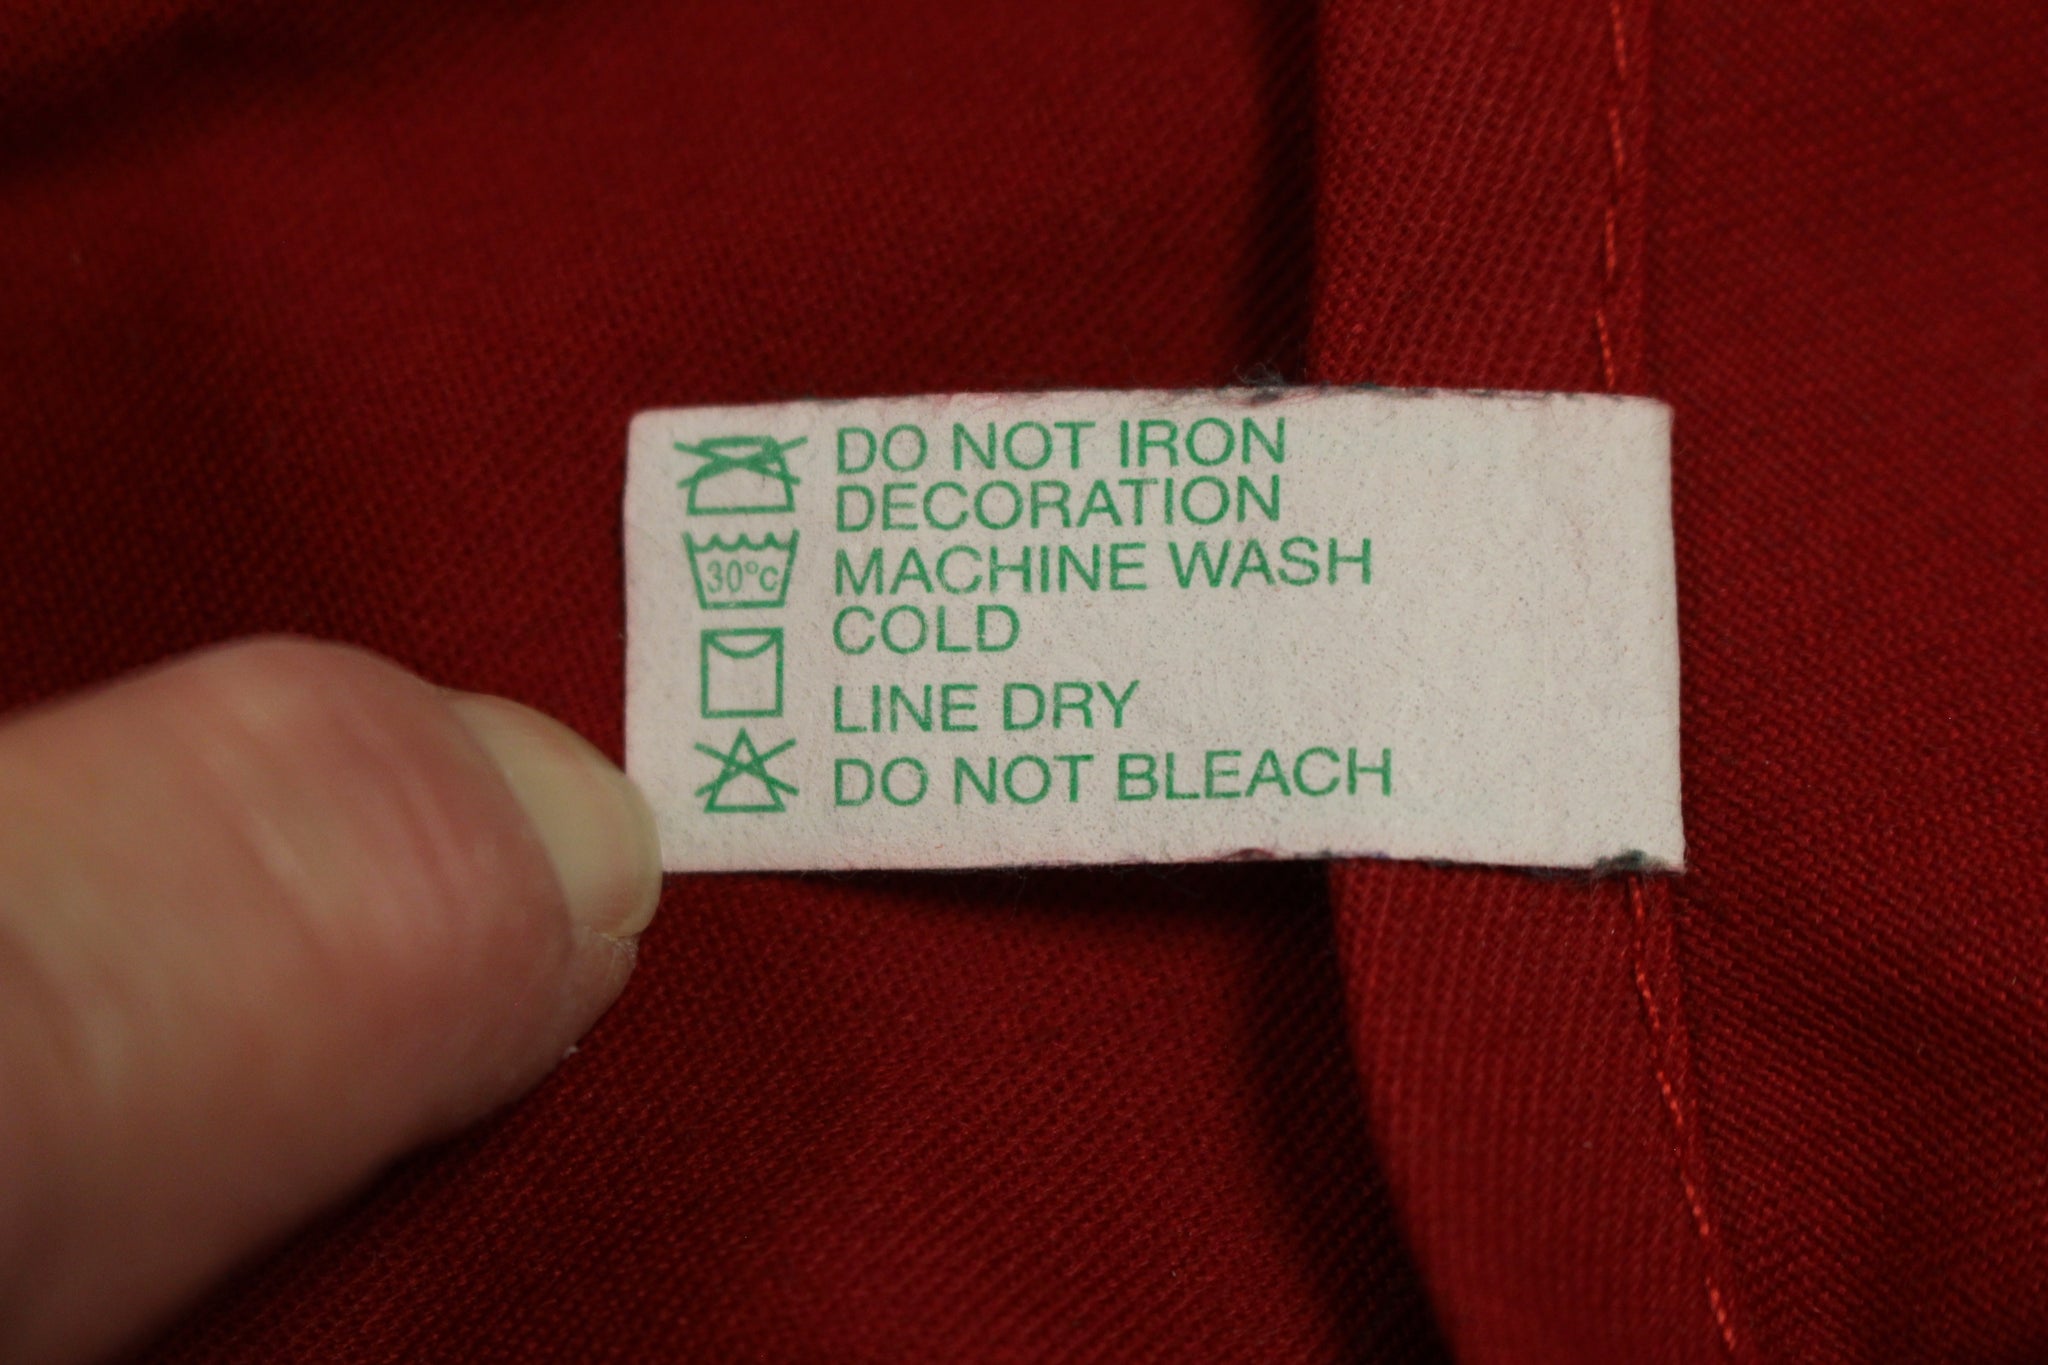 DO NOT IRON
DECORATION
30°C MACHINE WASH
COLD
LINE DRY
DO NOT BLEACH